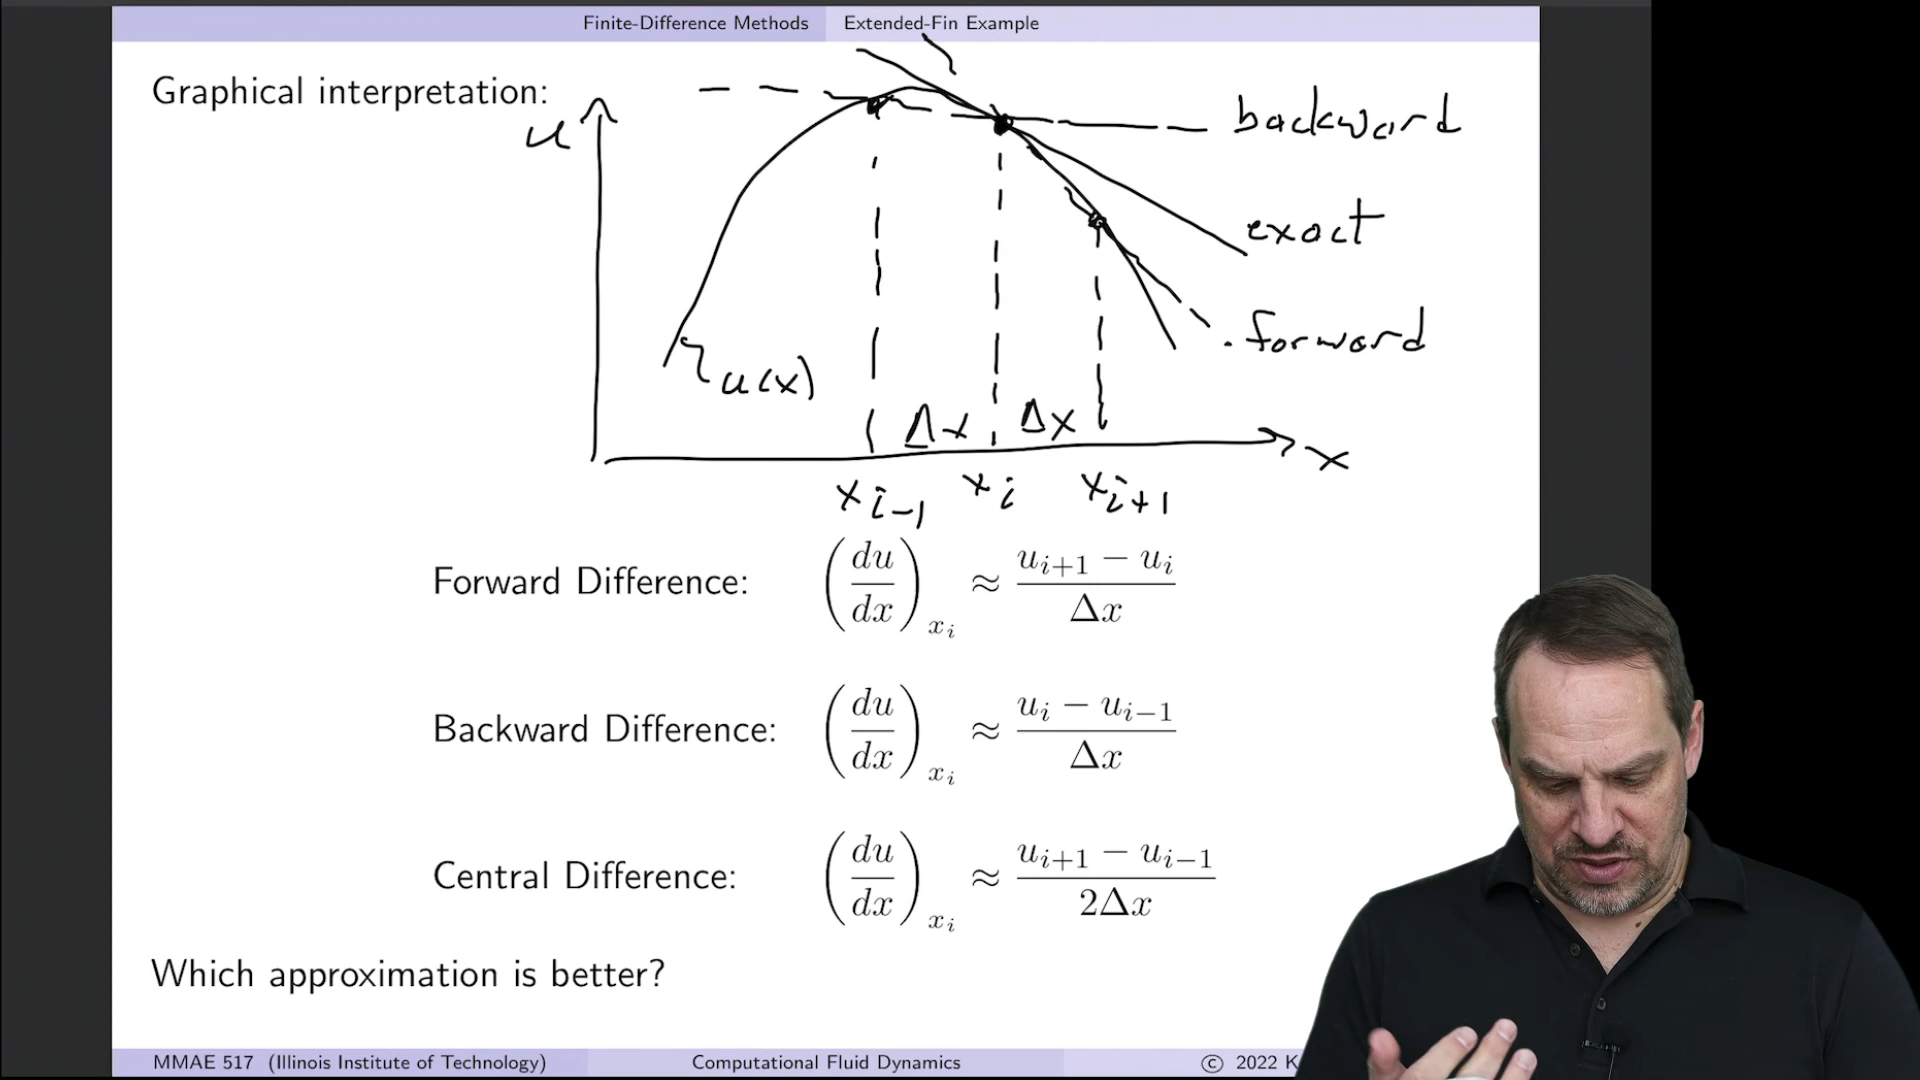 Finite-Difference Methods Extended-Fin Example
Graphical interpretation:
u
backward
exact
forward
u(x)
Δx Δx
x
x_{i-1} x_i x_{i+1}
Forward Difference: (du/dx)_{x_i} ≈ (u_{i+1} − u_i)/Δx
Backward Difference: (du/dx)_{x_i} ≈ (u_i − u_{i−1})/Δx
Central Difference: (du/dx)_{x_i} ≈ (u_{i+1} − u_{i−1})/2Δx
Which approximation is better?
MMAE 517 (Illinois Institute of Technology) Computational Fluid Dynamics © 2022 K